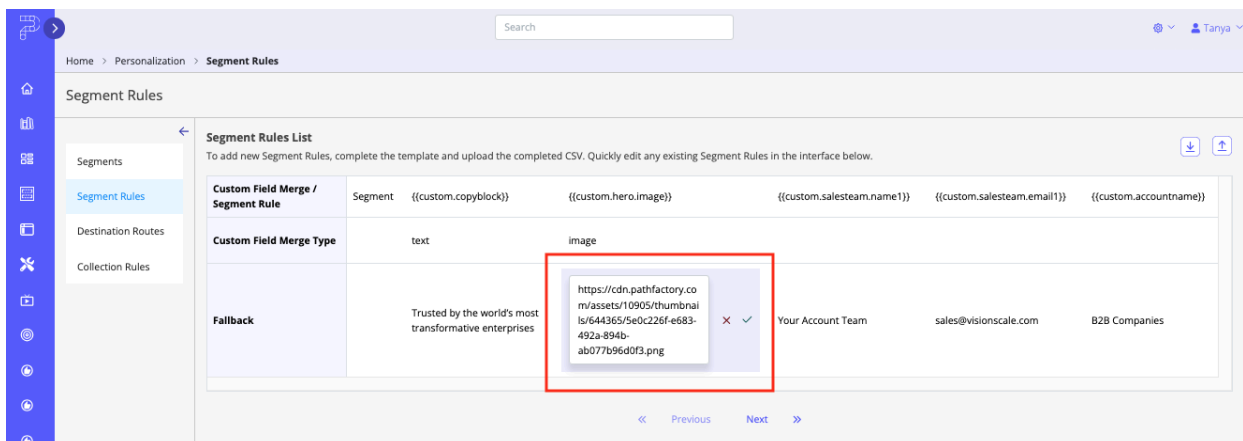 Search
Tanya
Home > Personalization > Segment Rules
Segment Rules
Segments
Segment Rules
Destination Routes
Collection Rules
Segment Rules List
To add new Segment Rules, complete the template and upload the completed CSV. Quickly edit any existing Segment Rules in the interface below.
Custom Field Merge /
Segment Rule
Segment
{{custom.copyblock}}
{{custom.hero.image}}
{{custom.salesteam.name1}}
{{custom.salesteam.email1}}
{{custom.accountname}}
Custom Field Merge Type
text
image
Fallback
Trusted by the world's most
transformative enterprises
https://cdn.pathfactory.co
m/assets/10905/thumbnai
ls/644365/5e0c226f-e683-
492a-894b-
ab077b96d0f3.png
Your Account Team
sales@visionscale.com
B2B Companies
« Previous Next »